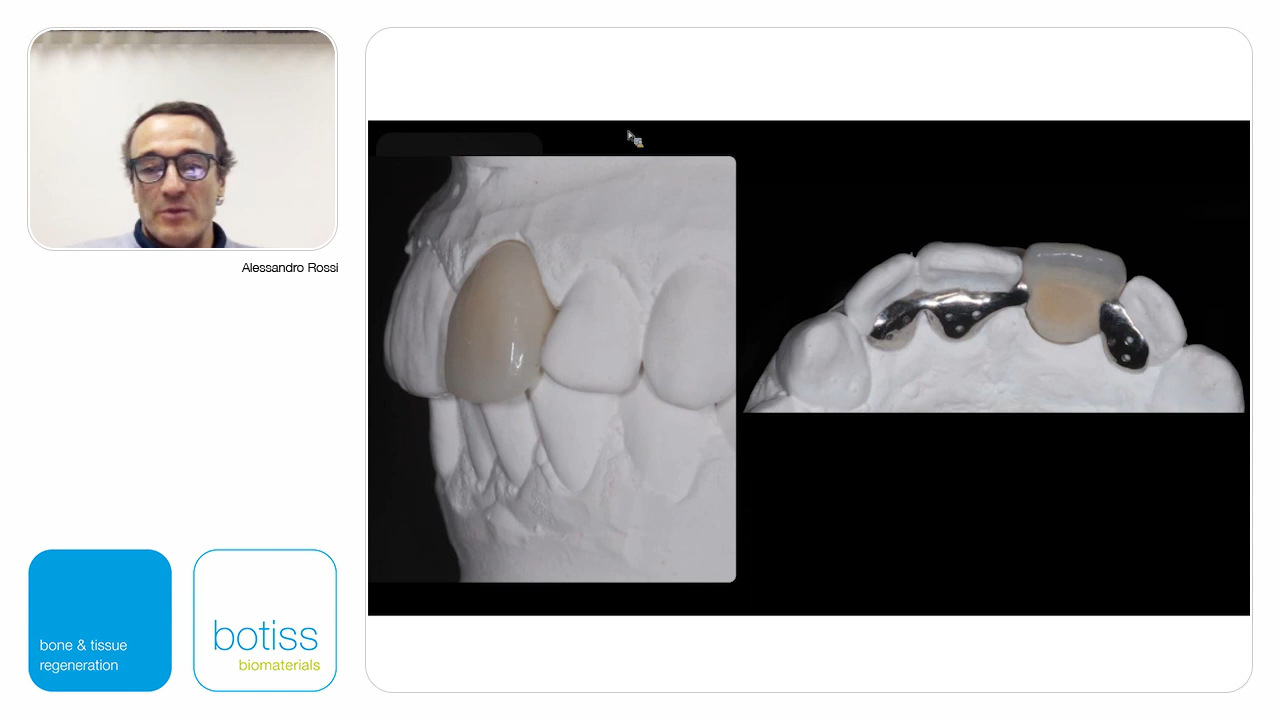 Alessandro Rossi
bone & tissue
regeneration
botiss
biomaterials